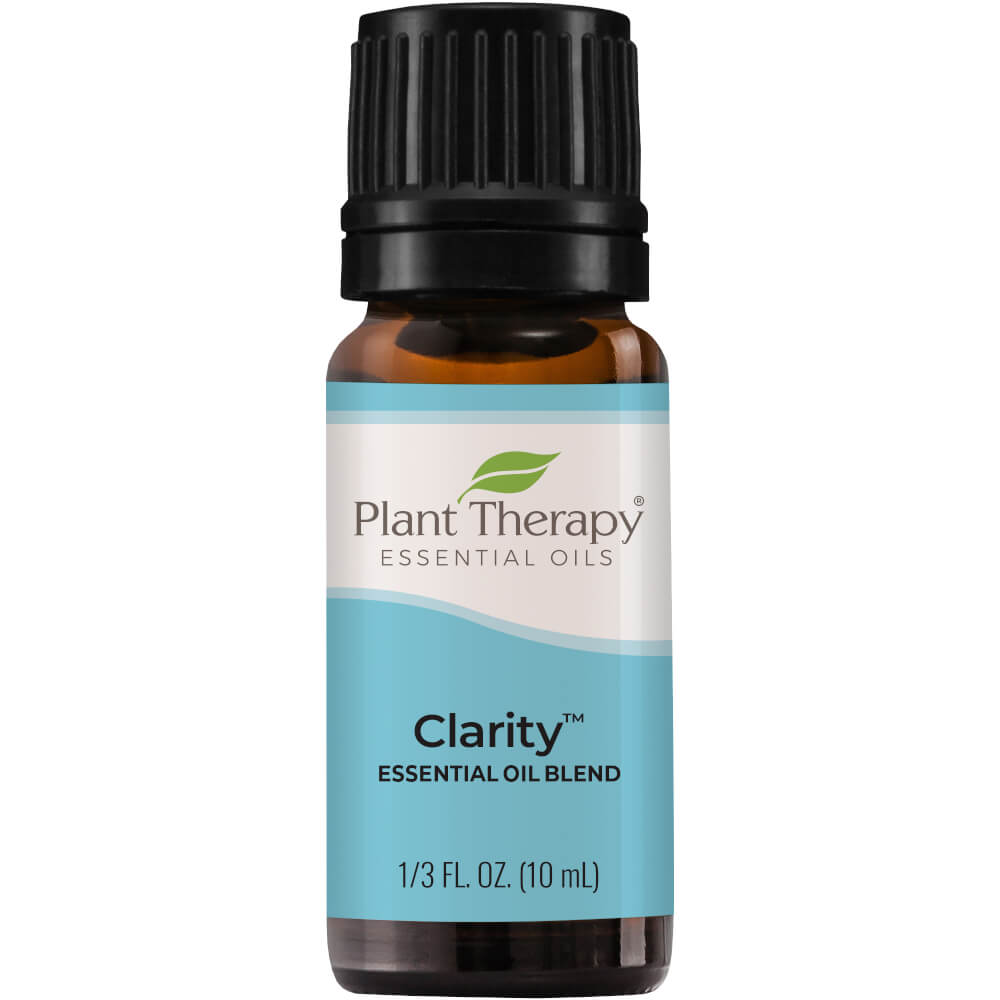 Plant Therapy®
ESSENTIAL OILS
Clarity™
ESSENTIAL OIL BLEND
1/3 FL. OZ. (10 mL)